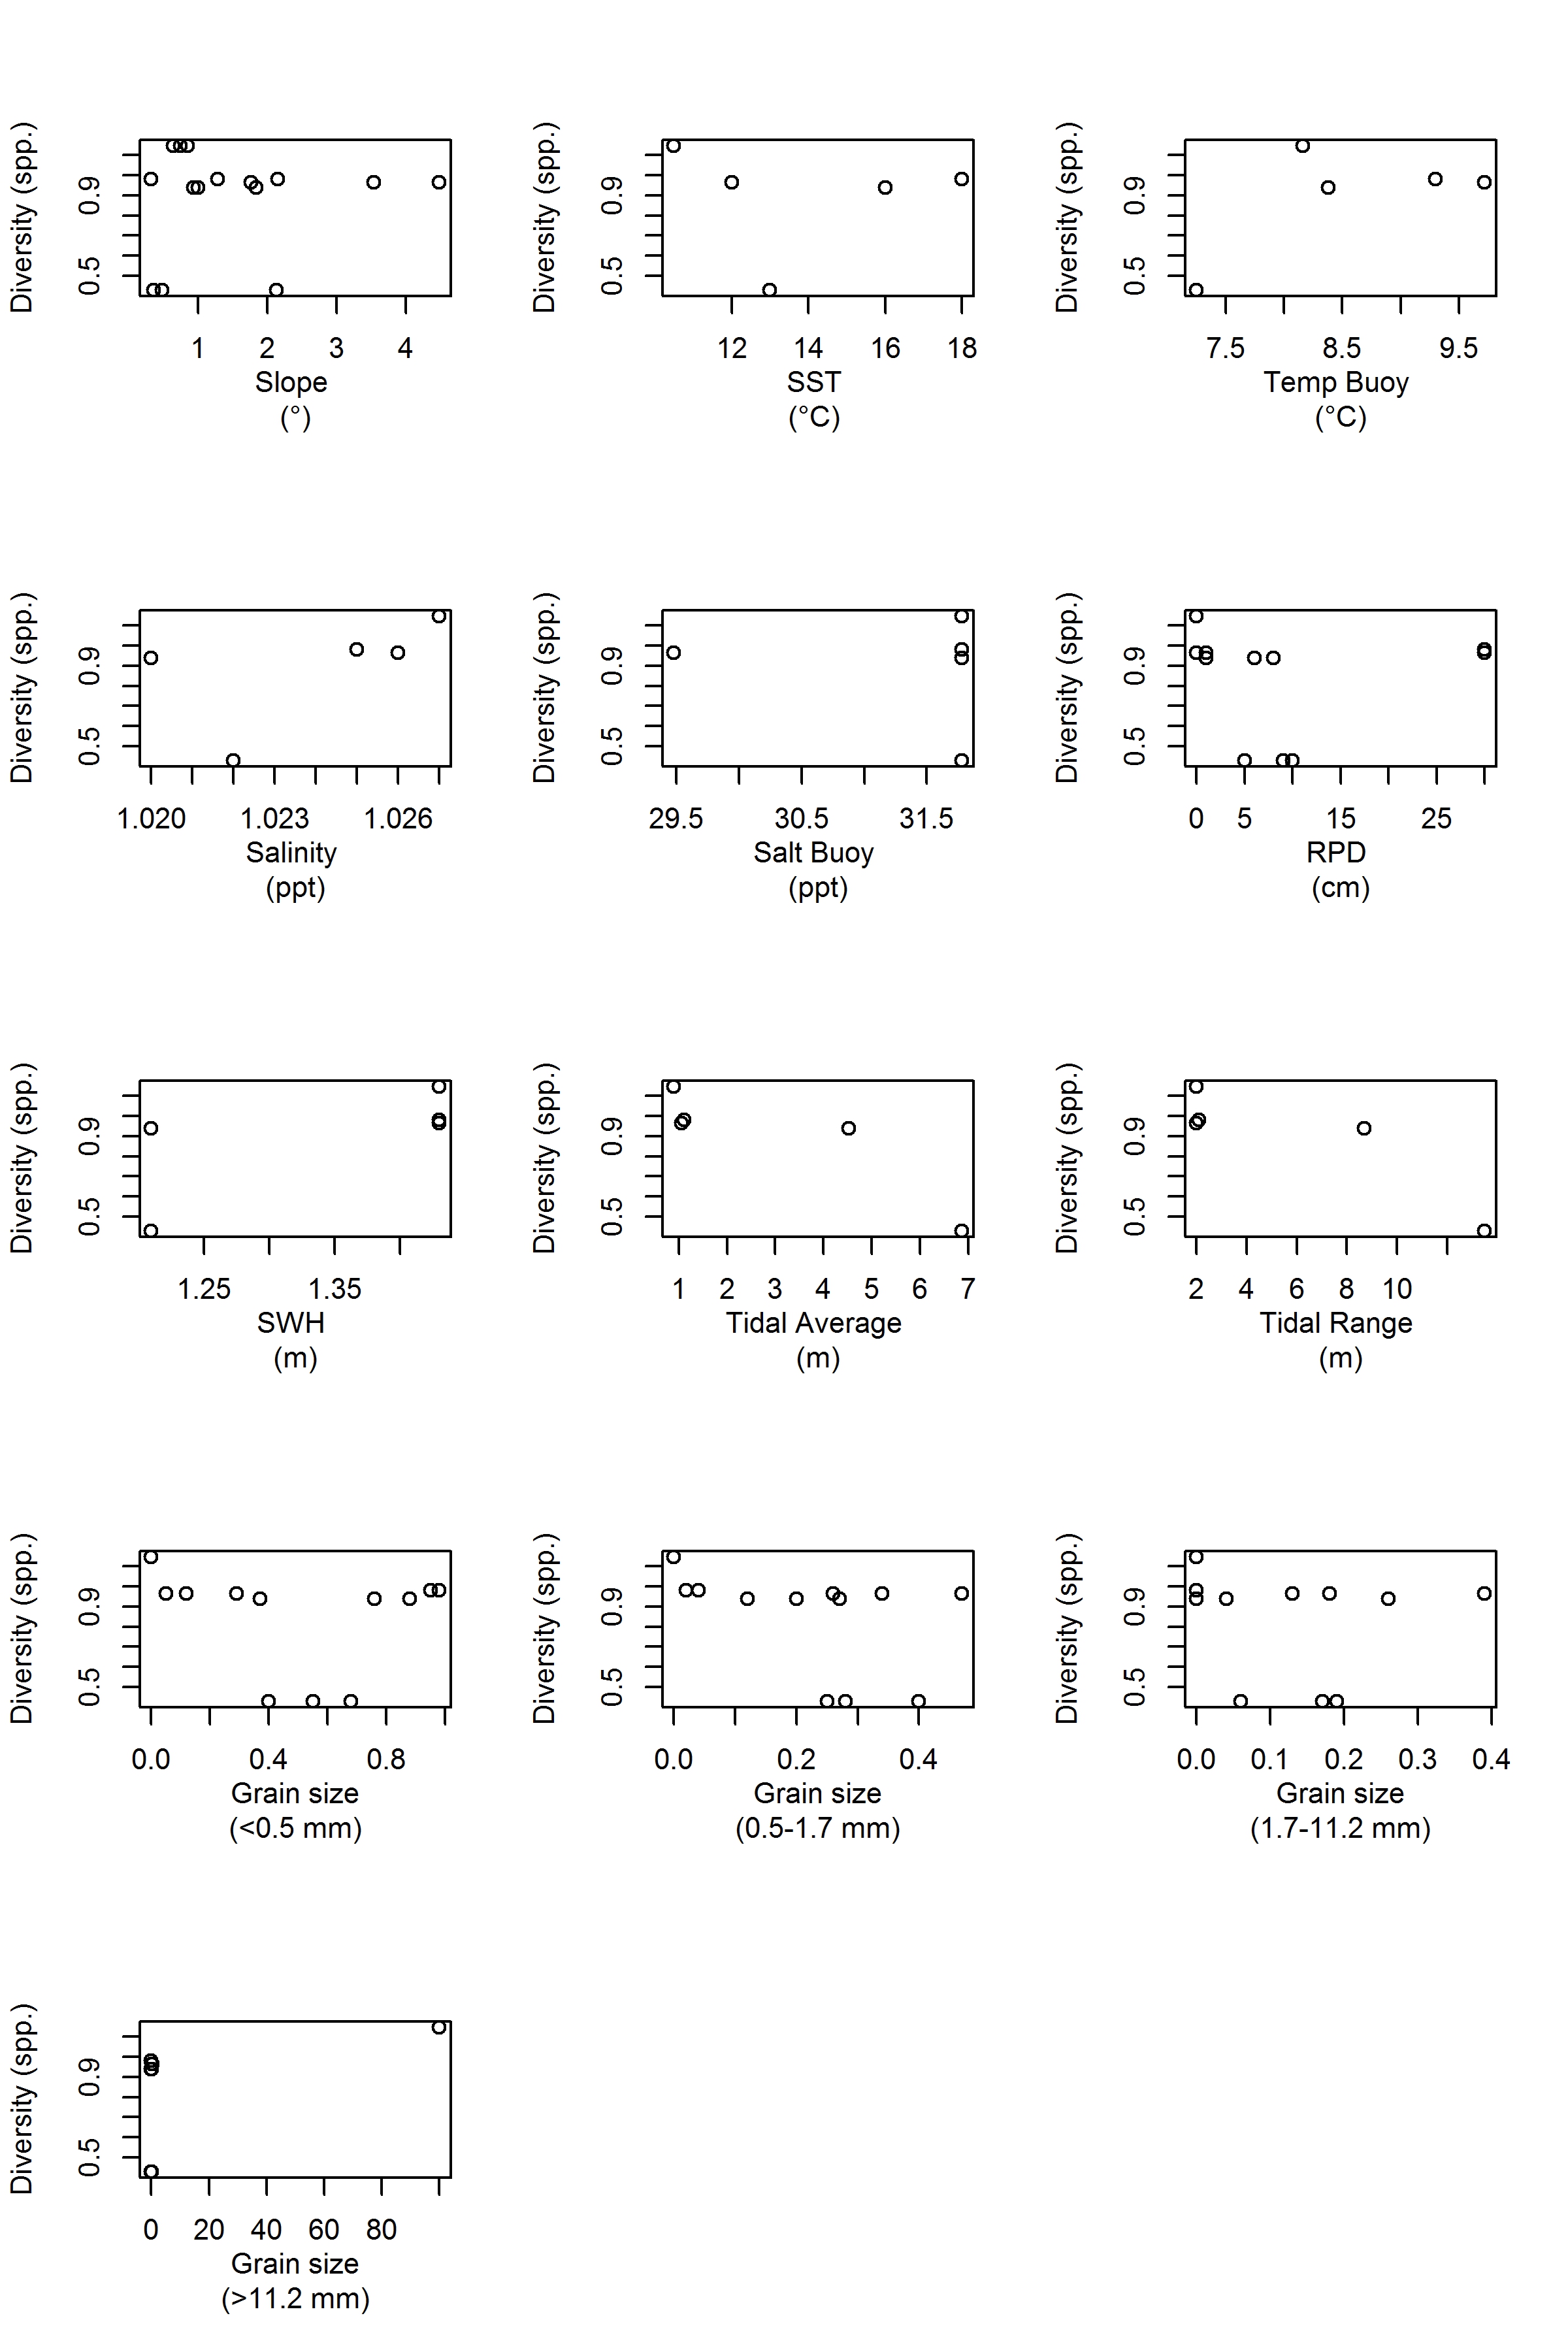 Diversity (spp.)
0.9
0.5
1 2 3 4
Slope
(°)
Diversity (spp.)
0.9
0.5
12 14 16 18
SST
(°C)
Diversity (spp.)
0.9
0.5
7.5 8.5 9.5
Temp Buoy
(°C)
Diversity (spp.)
0.9
0.5
1.020 1.023 1.026
Salinity
(ppt)
Diversity (spp.)
0.9
0.5
29.5 30.5 31.5
Salt Buoy
(ppt)
Diversity (spp.)
0.9
0.5
0 5 15 25
RPD
(cm)
Diversity (spp.)
0.9
0.5
1.25 1.35
SWH
(m)
Diversity (spp.)
0.9
0.5
1 2 3 4 5 6 7
Tidal Average
(m)
Diversity (spp.)
0.9
0.5
2 4 6 8 10
Tidal Range
(m)
Diversity (spp.)
0.9
0.5
0.0 0.4 0.8
Grain size
(<0.5 mm)
Diversity (spp.)
0.9
0.5
0.0 0.2 0.4
Grain size
(0.5-1.7 mm)
Diversity (spp.)
0.9
0.5
0.0 0.1 0.2 0.3 0.4
Grain size
(1.7-11.2 mm)
Diversity (spp.)
0.9
0.5
0 20 40 60 80
Grain size
(>11.2 mm)